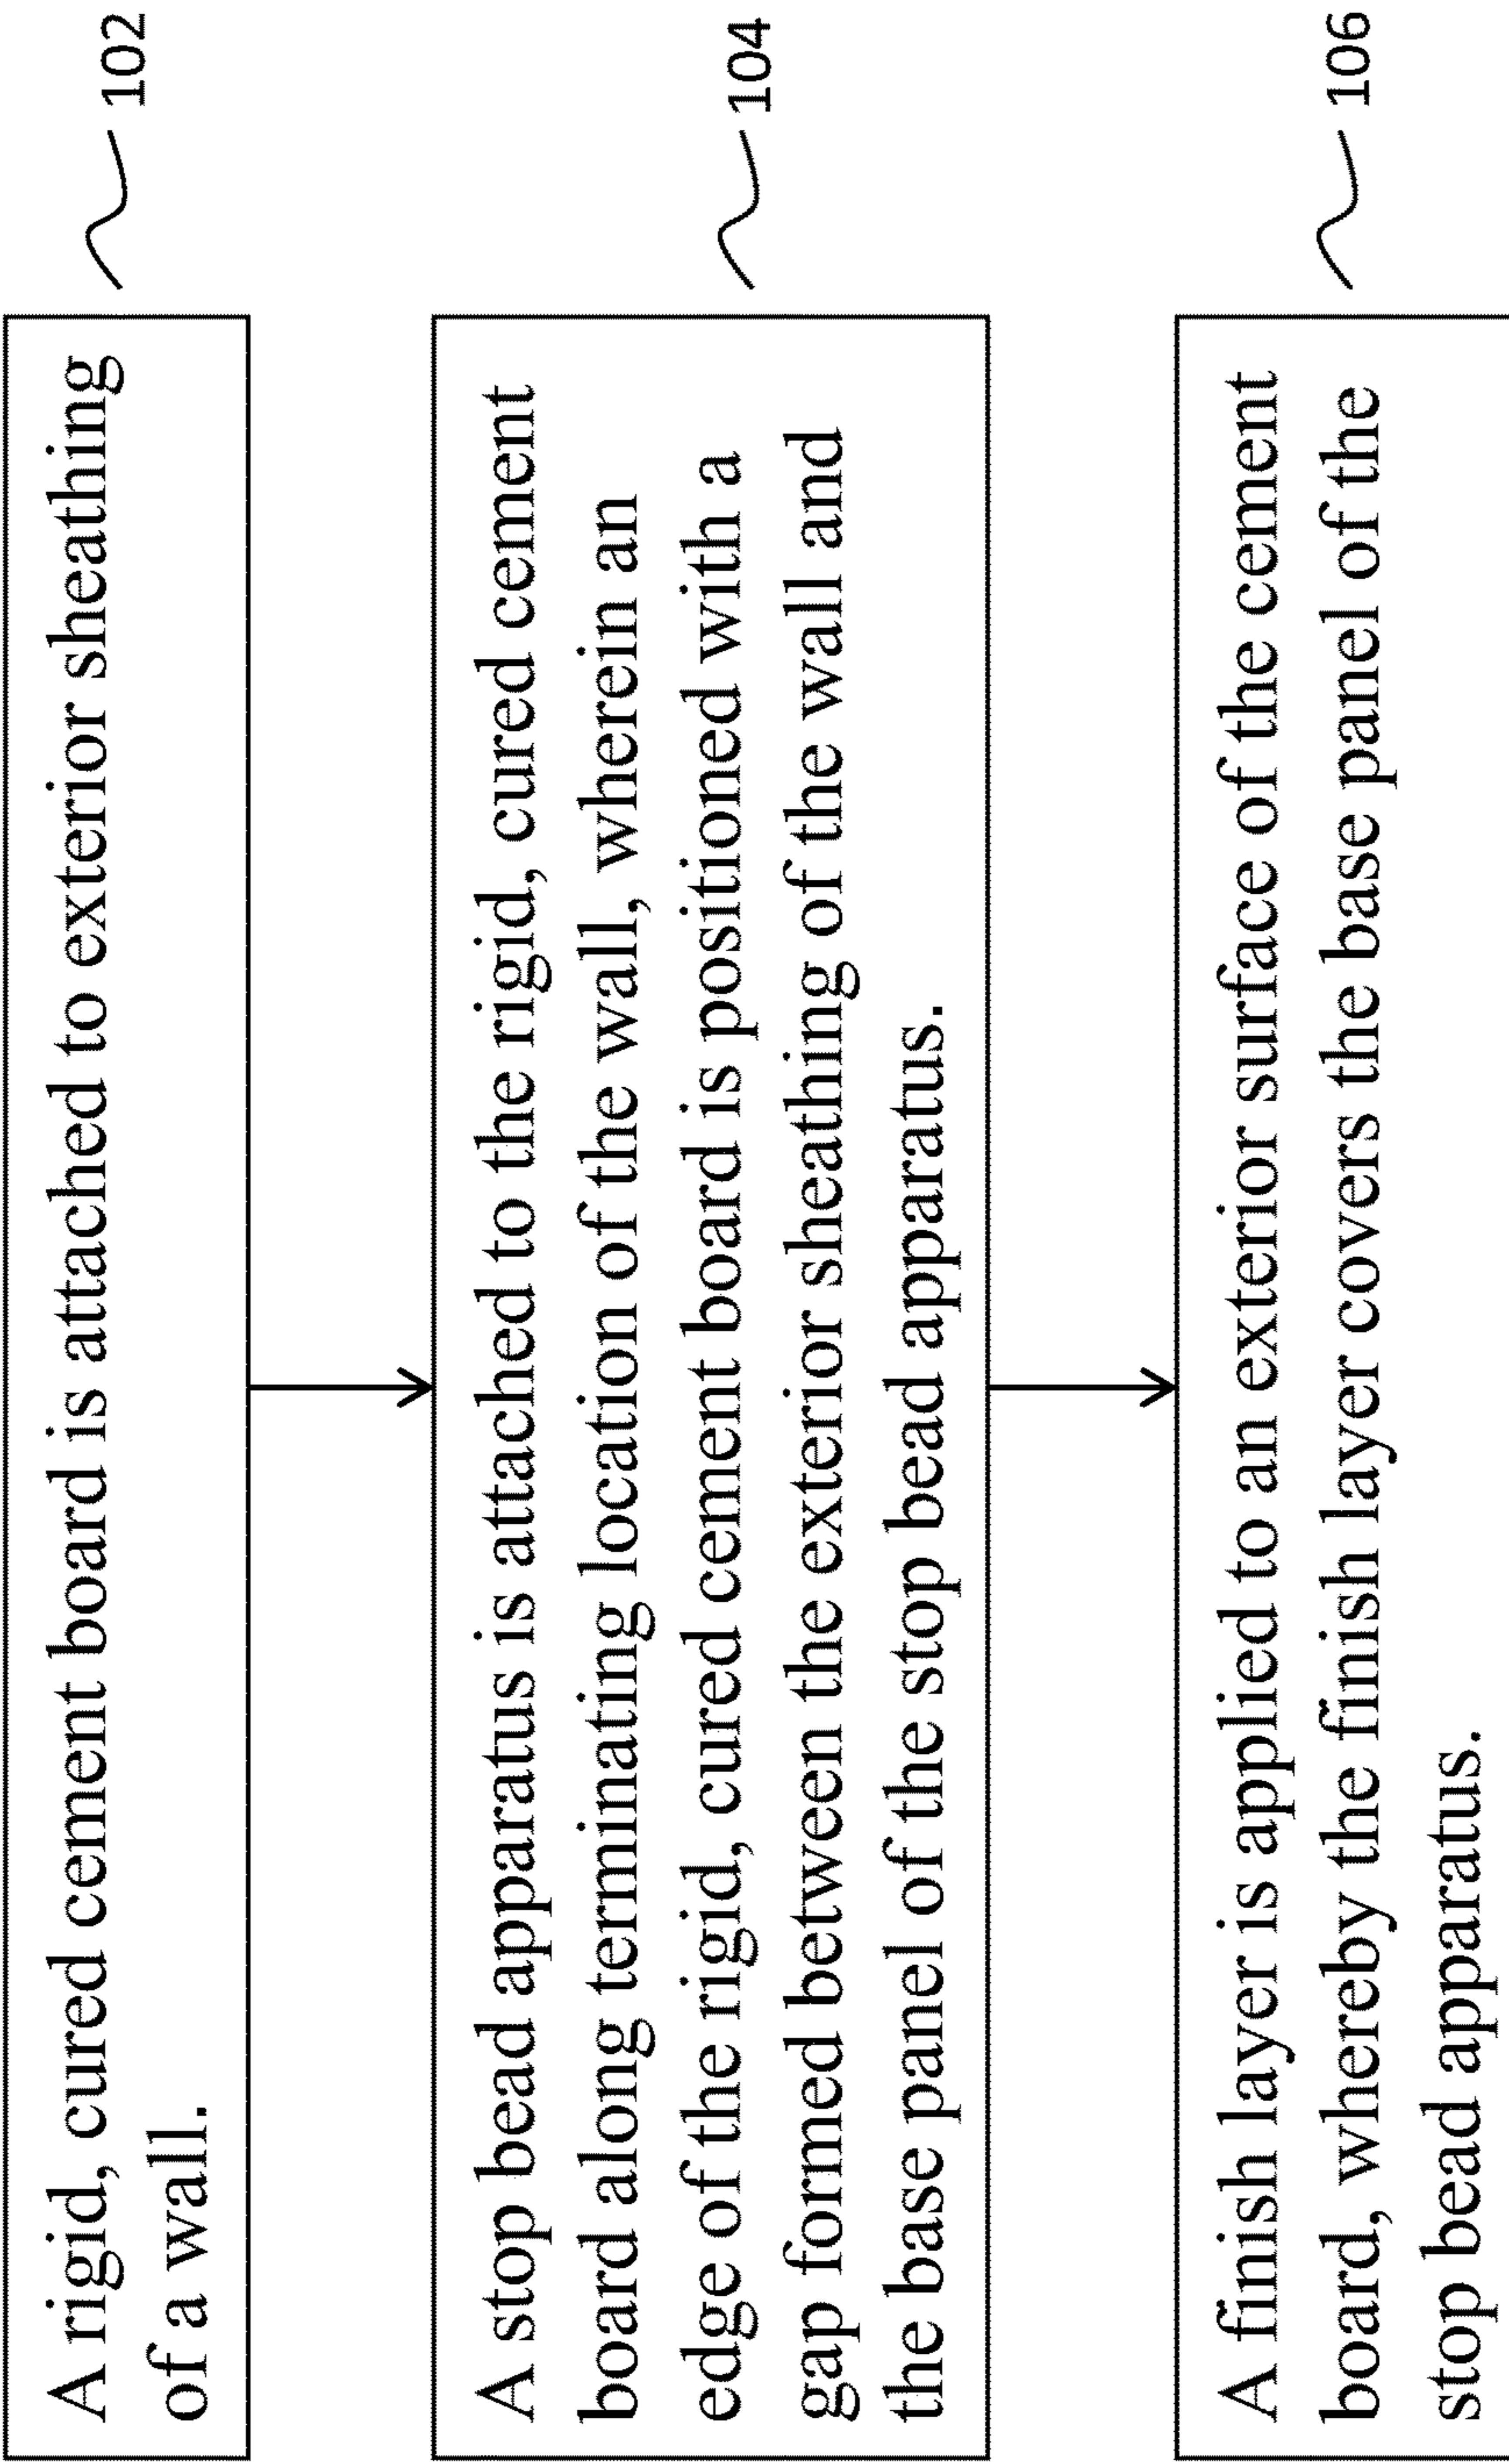 A rigid, cured cement board is attached to exterior sheathing
of a wall.
102
A stop bead apparatus is attached to the rigid, cured cement
board along terminating location of the wall, wherein an
edge of the rigid, cured cement board is positioned with a
gap formed between the exterior sheathing of the wall and
the base panel of the stop bead apparatus.
104
A finish layer is applied to an exterior surface of the cement
board, whereby the finish layer covers the base panel of the
stop bead apparatus.
106